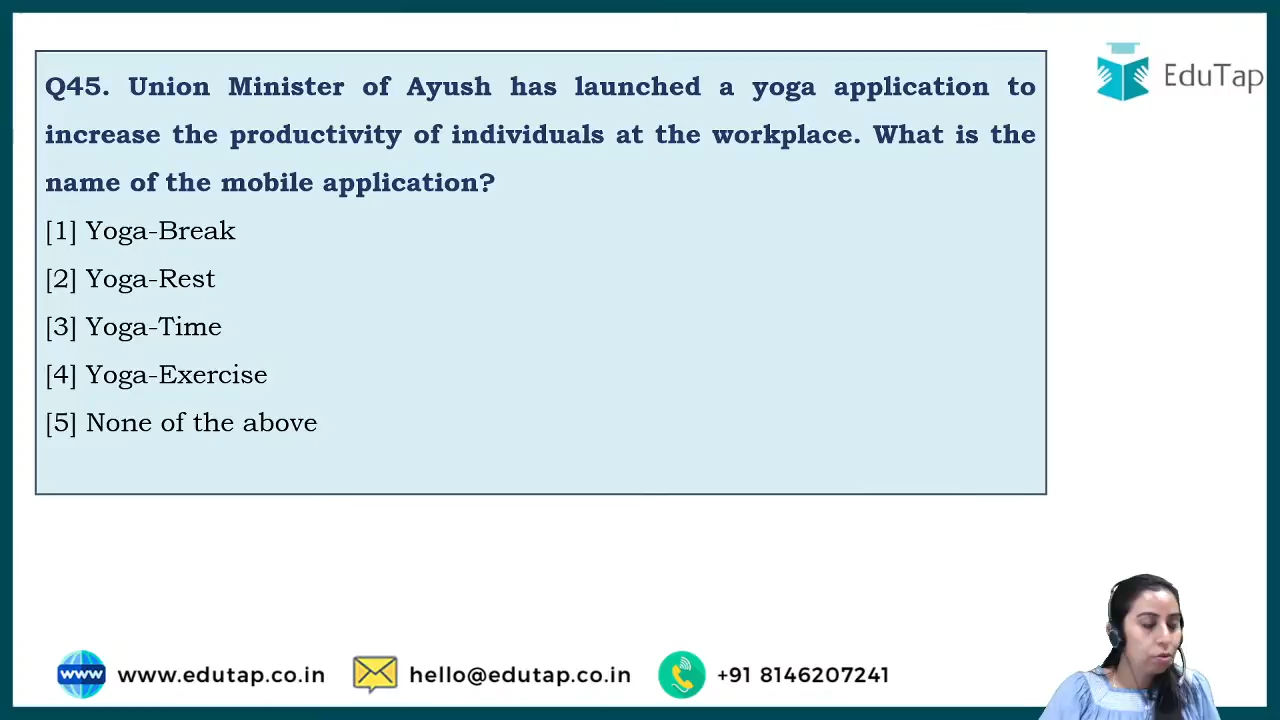 EduTap
Q45. Union Minister of Ayush has launched a yoga application to
increase the productivity of individuals at the workplace. What is the
name of the mobile application?
[1] Yoga-Break
[2] Yoga-Rest
[3] Yoga-Time
[4] Yoga-Exercise
[5] None of the above
www www.edutap.co.in hello@edutap.co.in +91 8146207241